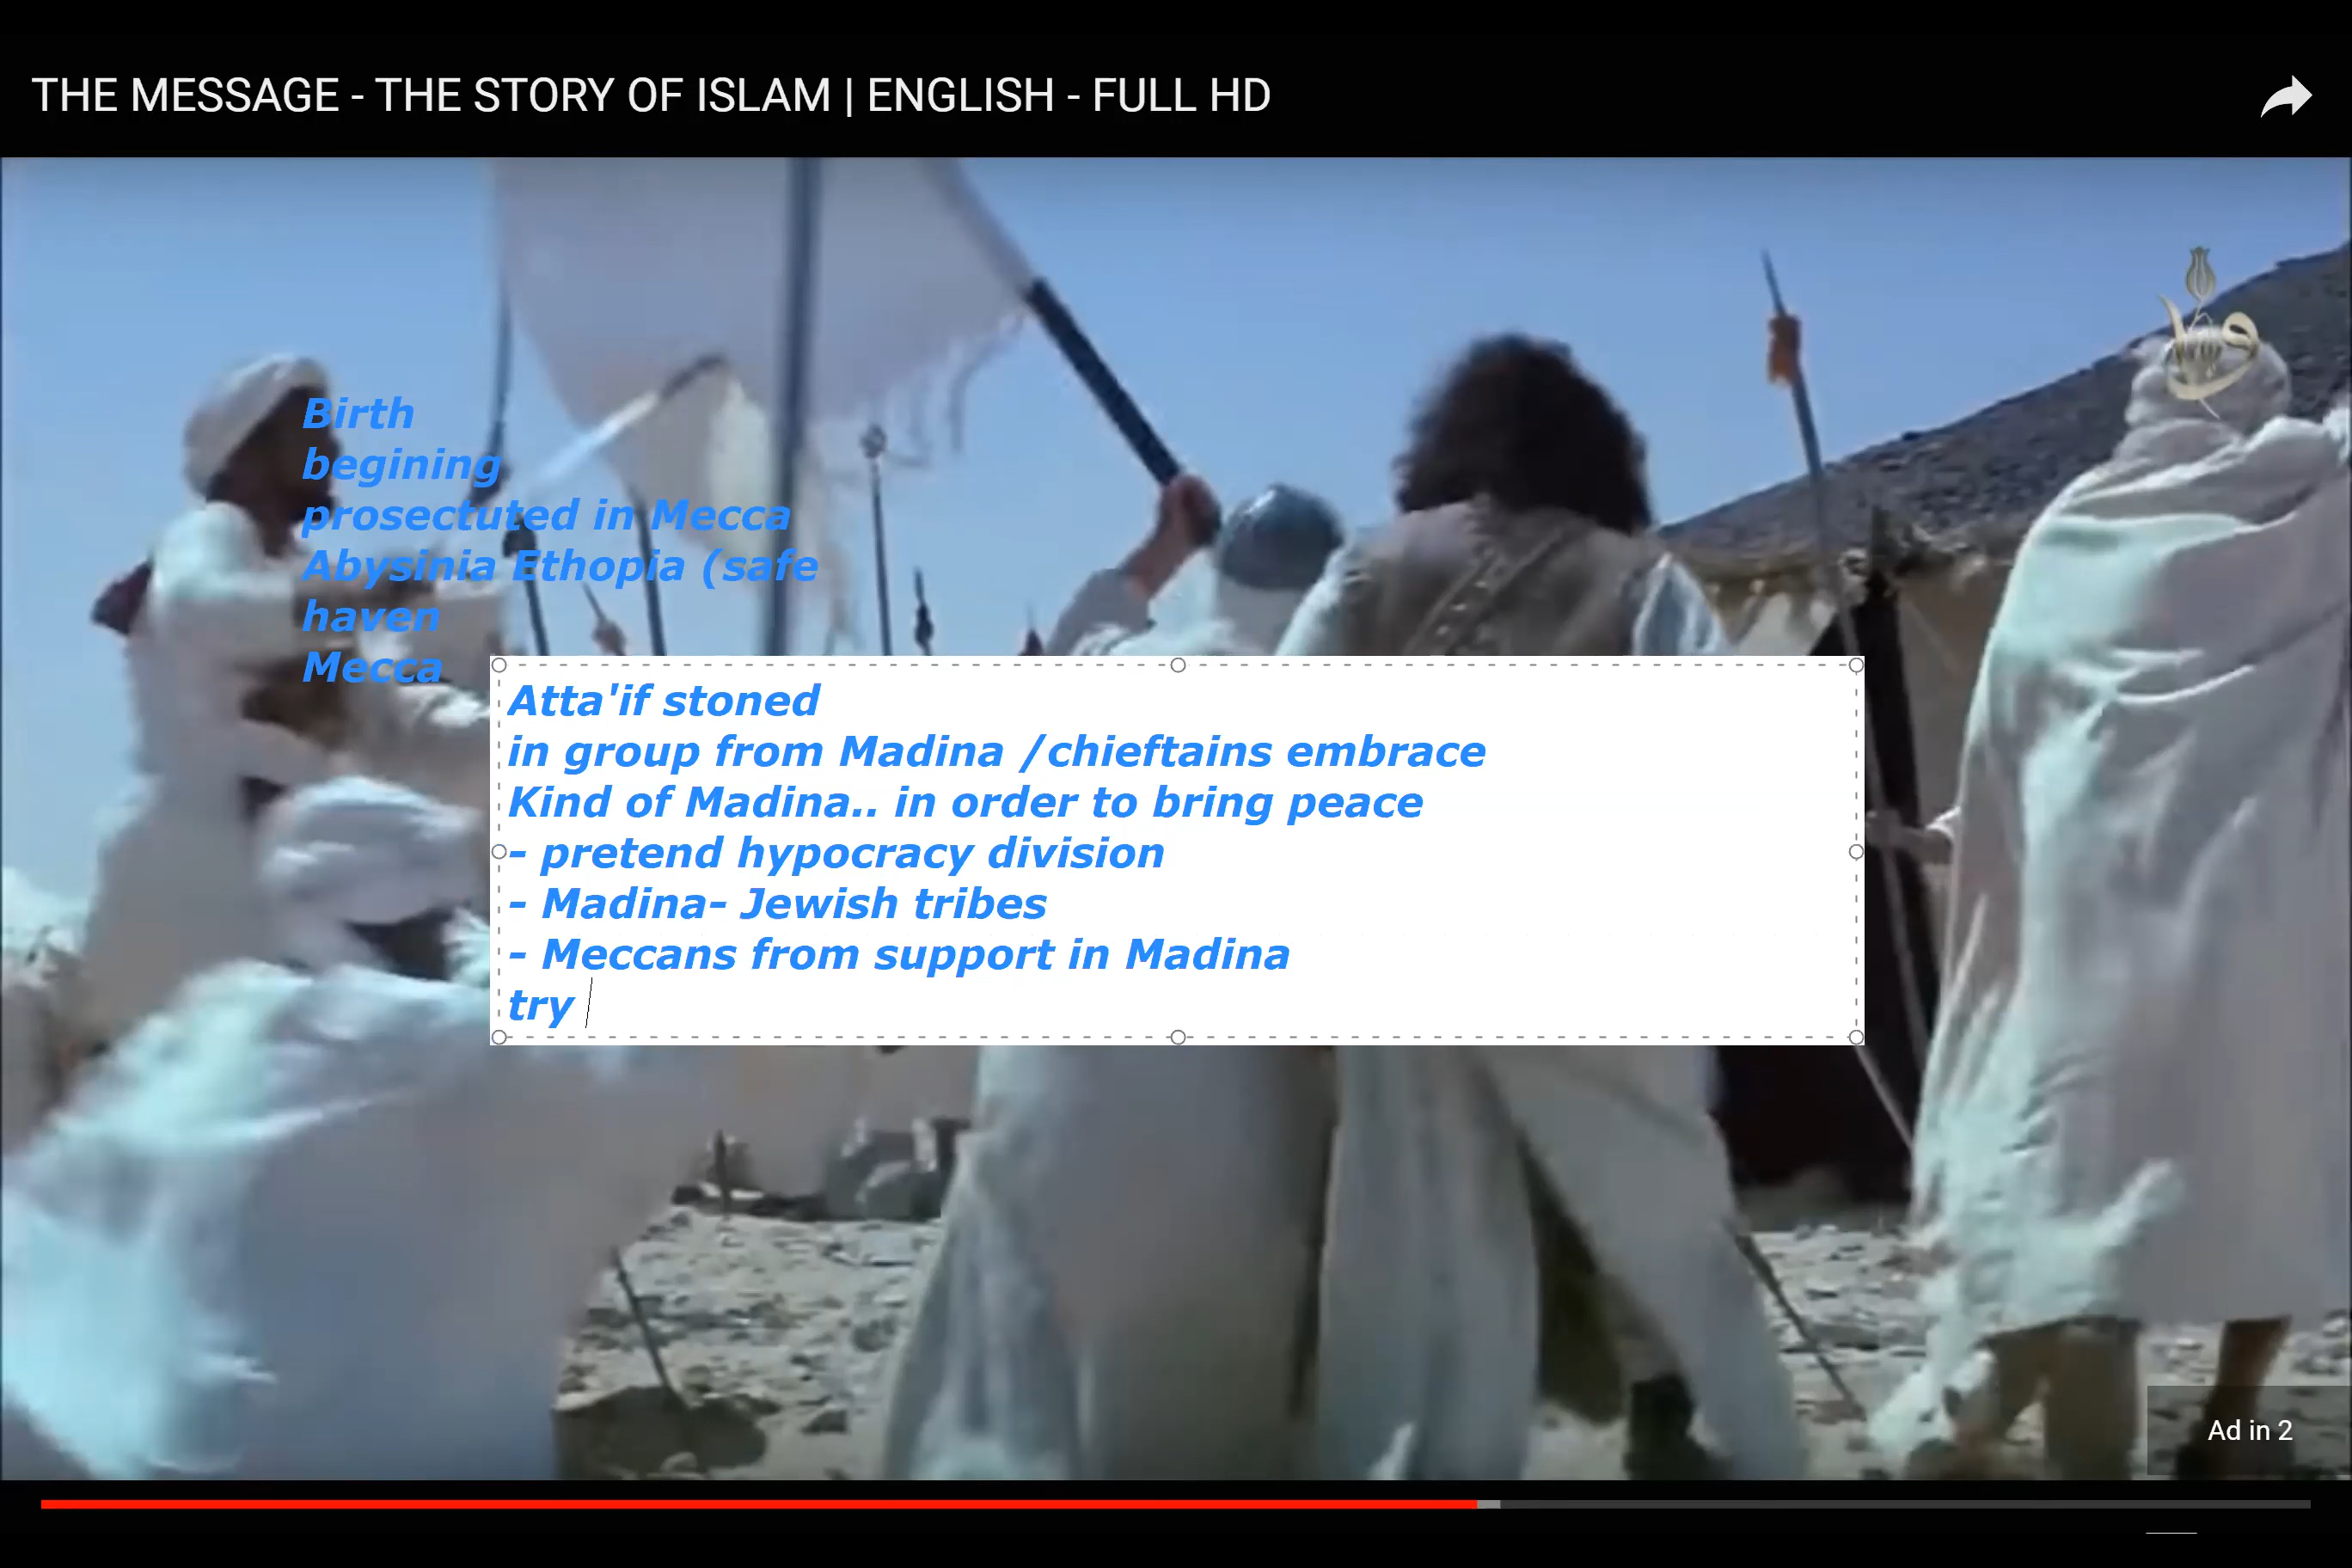 THE MESSAGE - THE STORY OF ISLAM | ENGLISH - FULL HD
Birth
begining
prosectuted in Mecca
Abysinia Ethopia (safe
haven
Mecca
Atta'if stoned
in group from Madina /chieftains embrace
Kind of Madina.. in order to bring peace
- pretend hypocracy division
- Madina- Jewish tribes
- Meccans from support in Madina
try
Ad in 2